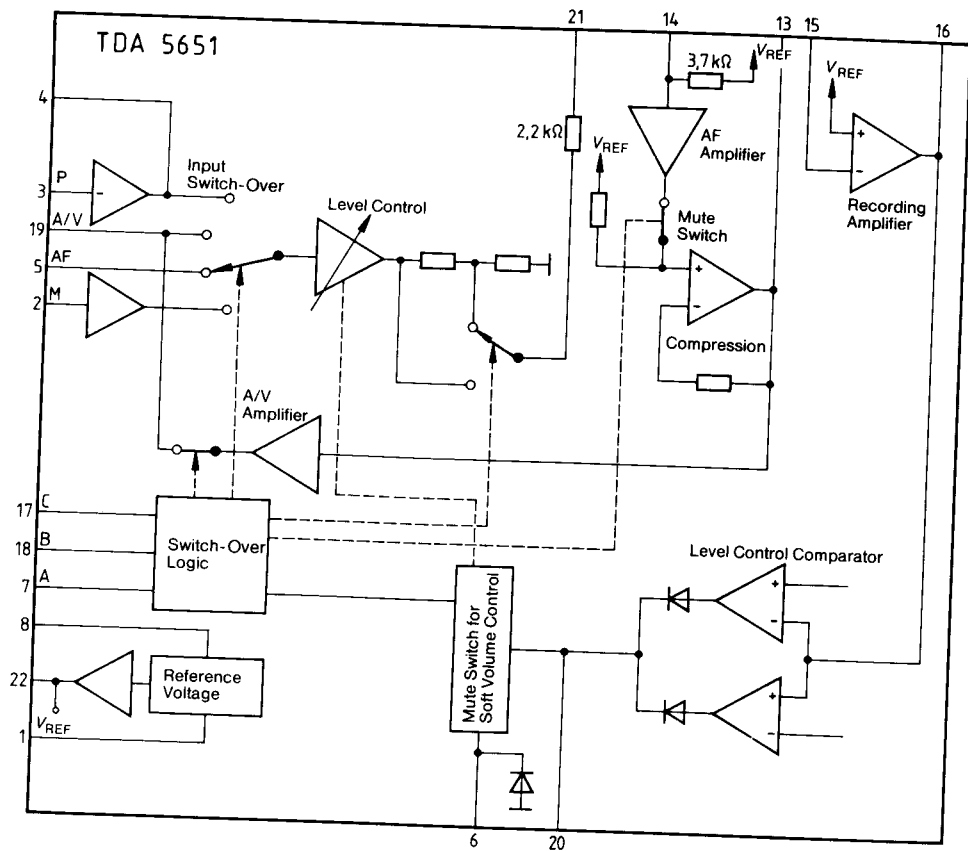 21
14
13
15
16
TDA 5651
4
3,7 kΩ
VREF
VREF
2,2 kΩ
AF
Amplifier
VREF
Input
Switch-Over
P
3
Recording
Amplifier
Level Control
Mute
Switch
19
A/V
5
AF
2
M
Compression
A/V
Amplifier
17
C
Switch-Over
Logic
18
B
Level Control Comparator
7
A
8
Mute Switch for
Soft Volume Control
22
Reference
Voltage
VREF
1
6
20
+
-
+
-
-
+
-
+
-